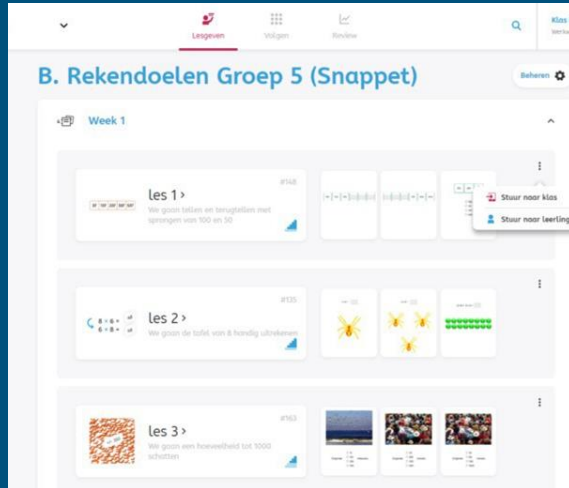 Lesgeven
Volgen
Review
Klas
B. Rekendoelen Groep 5 (Snappet)
Beheren
Week 1
#148
les 1 >
We gaan tellen en terugtellen met
sprongen van 100 en 50
Stuur naar klas
Stuur naar leerling
#135
les 2 >
We gaan de tafel van 8 handig uitrekenen
#163
les 3 >
We gaan een hoeveelheid tot 1000
schatten